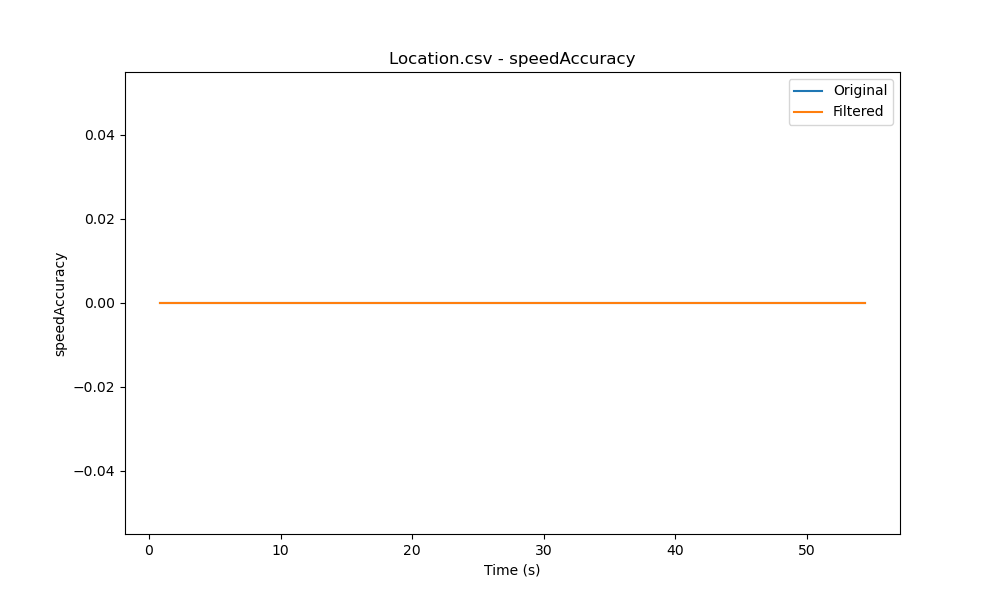 Location.csv - speedAccuracy
Original
Filtered
0.04
0.02
0.00
−0.02
−0.04
speedAccuracy
0 10 20 30 40 50
Time (s)